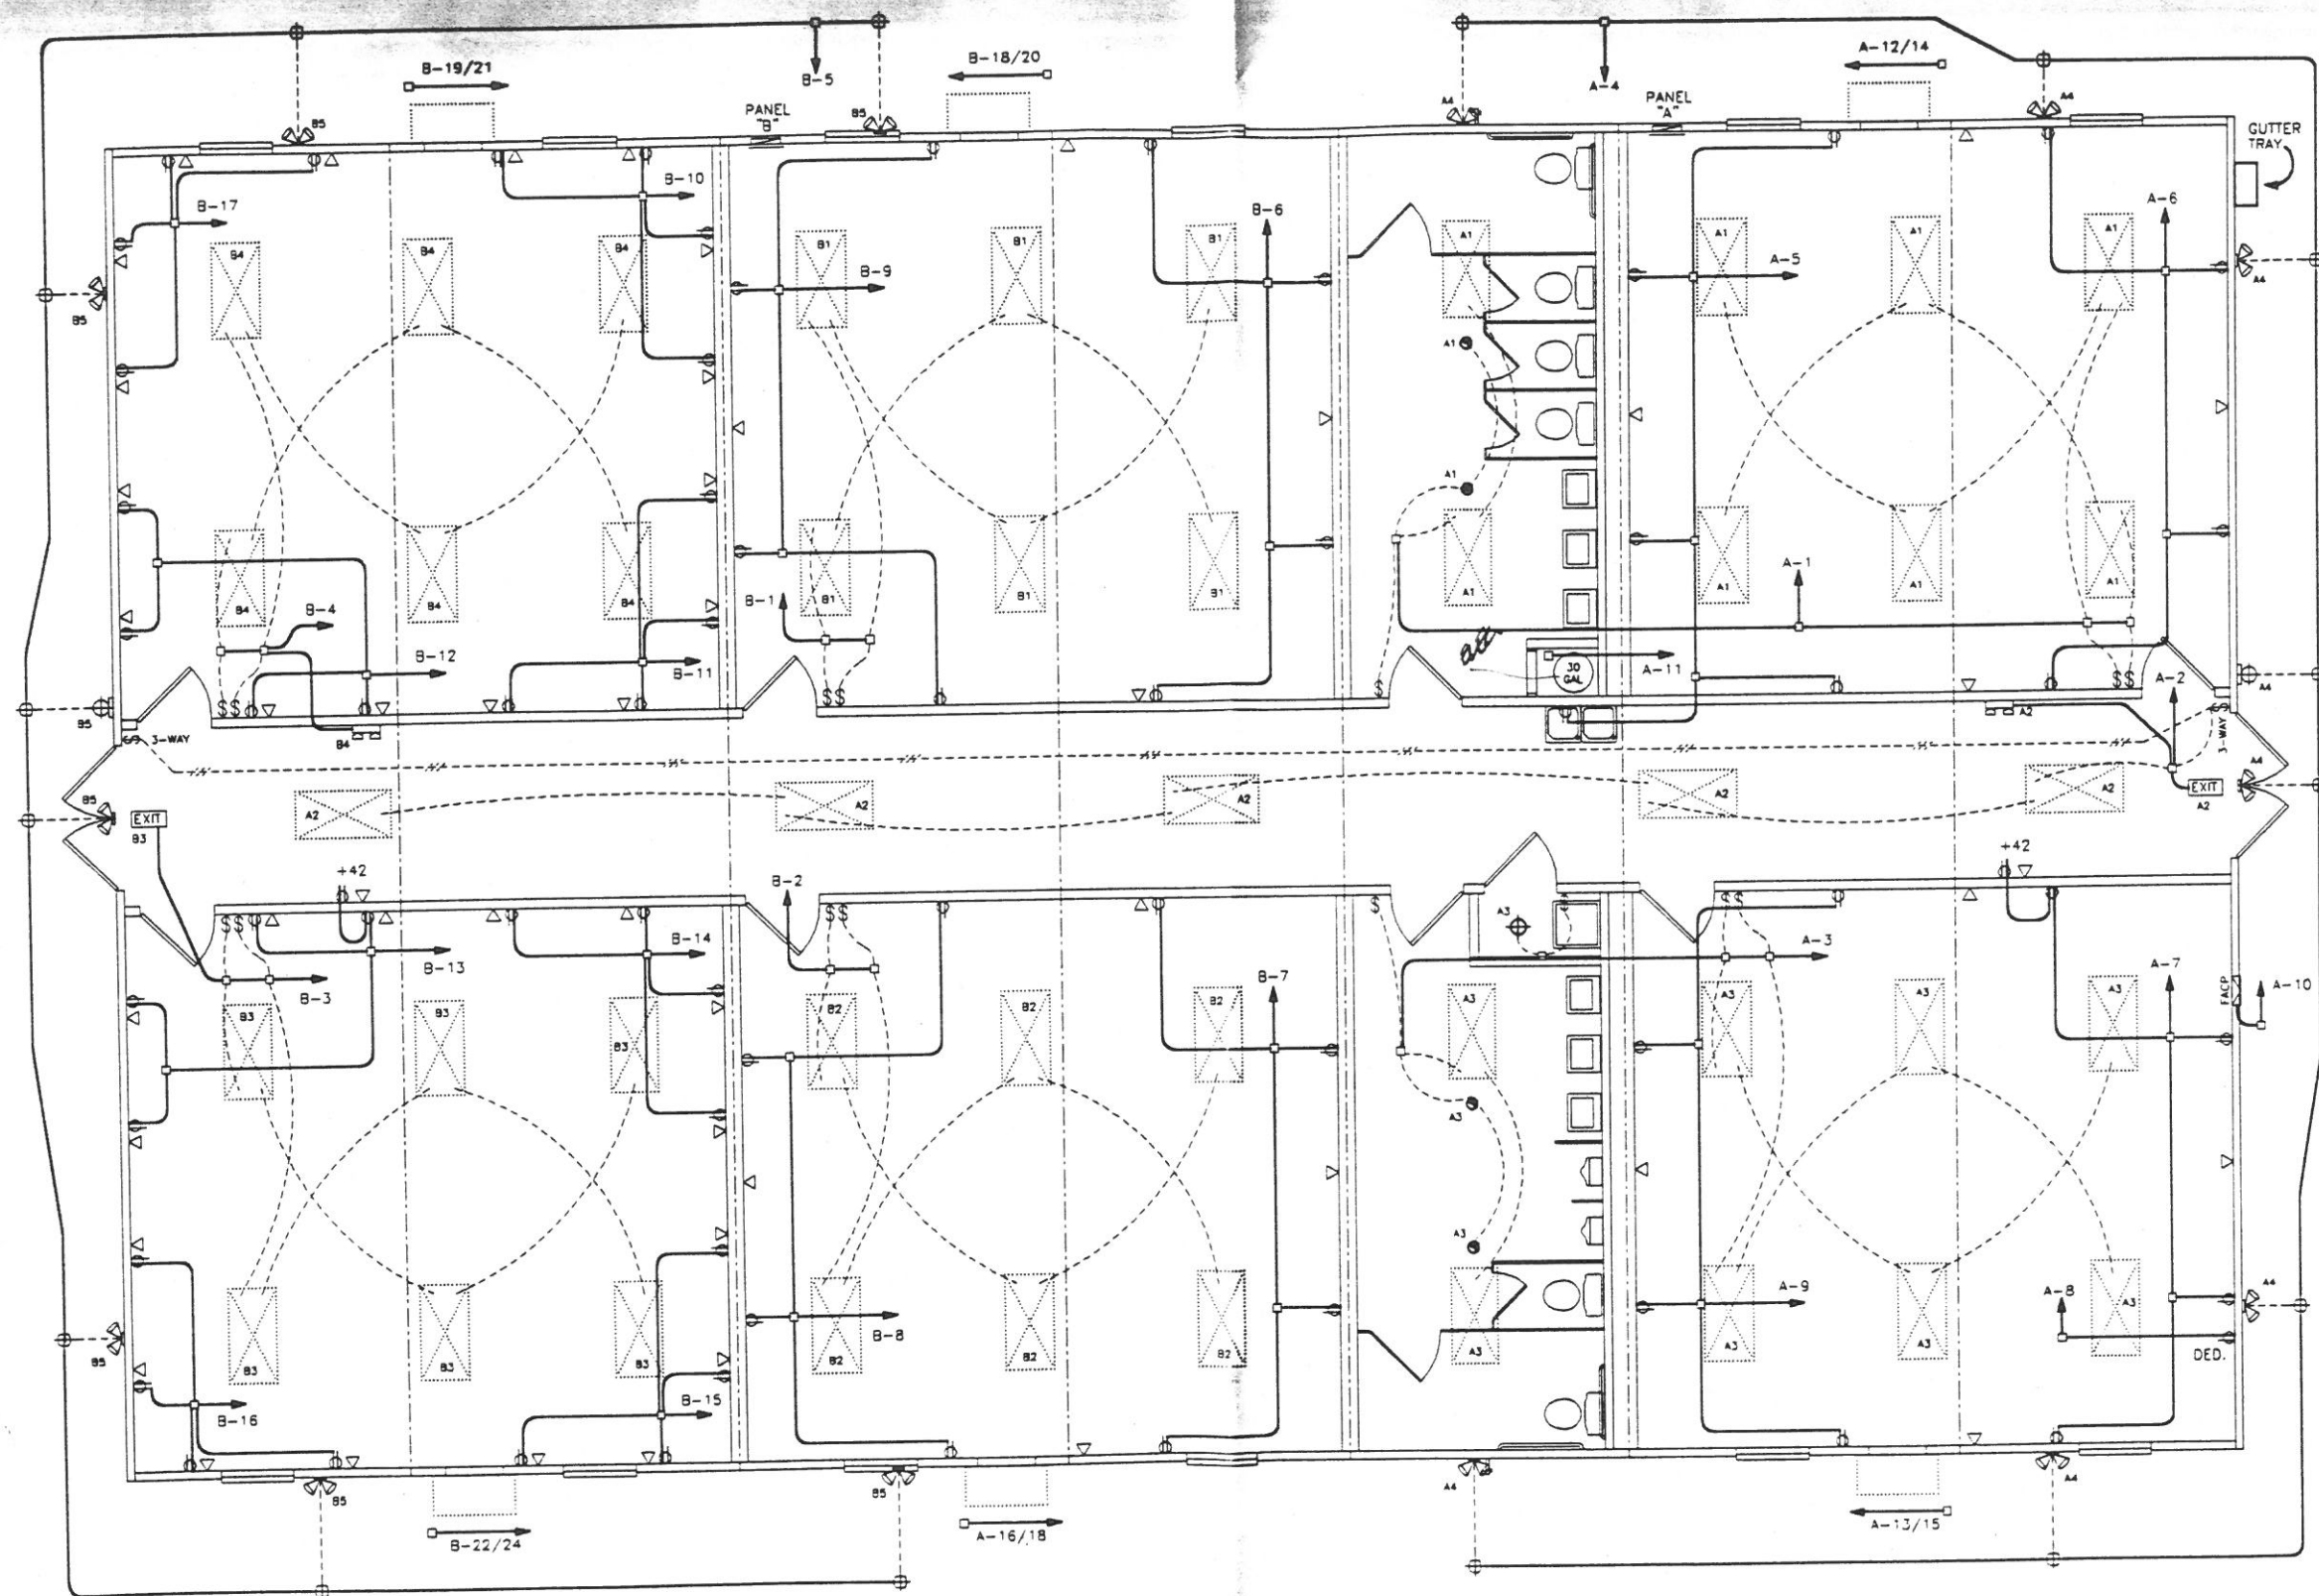 B-19/21
B-5
B-18/20
A-4
A-12/14
PANEL
"B"
PANEL
"A"
GUTTER
TRAY
B5
B5
A4
A4
B-17
B-10
B-6
A-6
B4
B4
B4
B1
B1
B1
A1
A1
A1
A1
B-9
A-5
A4
B5
A1
A1
B4
B4
B4
B1
B1
B1
A1
A1
A1
A1
B-4
B-1
A-1
B-12
B-11
30
GAL
A-11
A-2
B5
A4
$$
$$
$
$$
B4
A2
3-WAY
3-WAY
B5
EXIT
B3
A2
A2
A2
A2
A2
EXIT
A2
A4
+42
+42
B-2
$$
$$
$
$$
A3
B-13
B-14
A-3
B-3
B-7
A-7
FACP
A-10
B3
B3
B3
B2
B2
B2
A3
A3
A3
A3
A3
A3
B-8
A-9
A-8
A4
B5
B3
B3
B3
B2
B2
B2
A3
A3
A3
A3
DED.
B-16
B-15
B5
B5
A4
A4
B-22/24
A-16/18
A-13/15